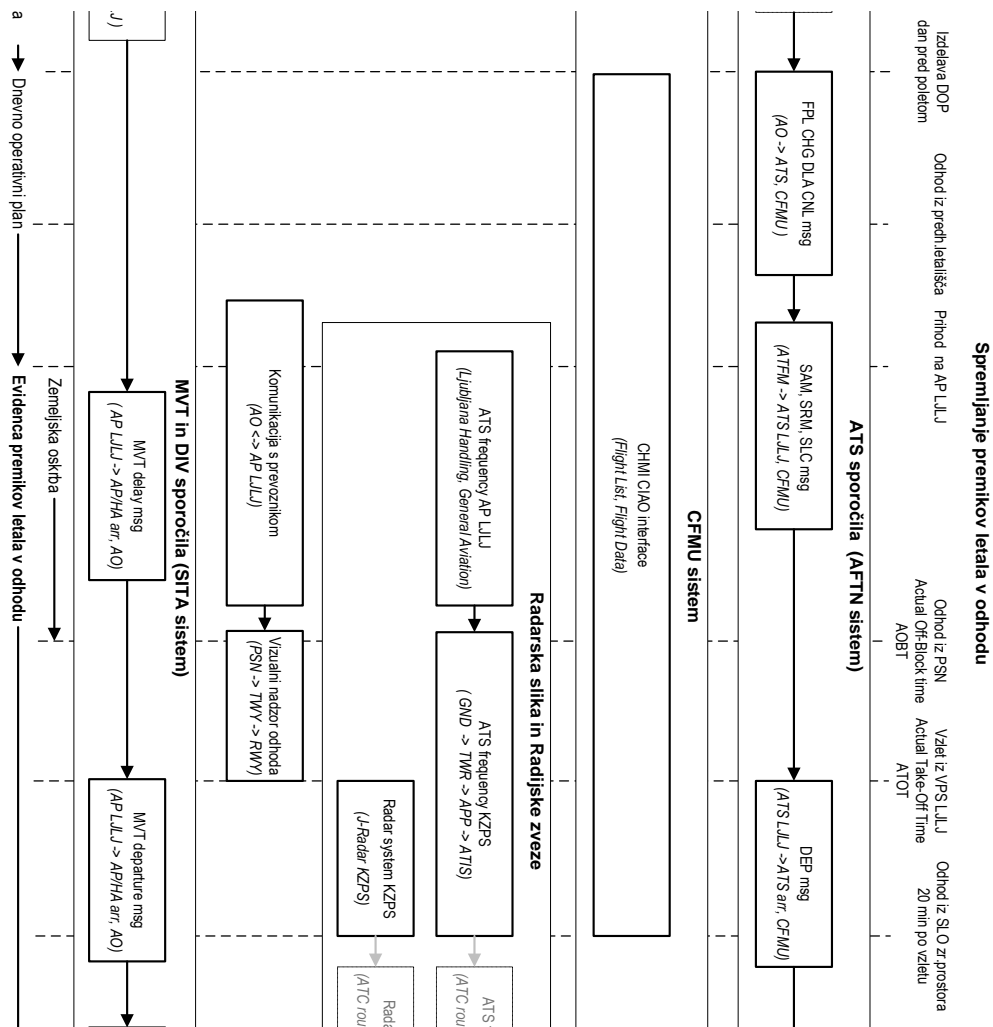 Spremljanje premikov letala v odhodu
Izdelava DOP
dan pred poletom
Odhod iz predh.letališča
Prihod na AP LJLJ
Odhod iz PSN
Actual Off-Block time
AOBT
Vzlet iz VPS LJLJ
Actual Take-Off Time
ATOT
Odhod iz SLO zr.prostora
20 min po vzletu
ATS sporočila (AFTN sistem)
FPL CHG DLA CNL msg
(AO -> ATS, CFMU )
SAM, SRM, SLC msg
(ATFM -> ATS LJLJ, CFMU)
DEP msg
(ATS LJLJ ->ATS arr, CFMU)
CFMU sistem
CHMI CIAO interface
(Flight List, Flight Data)
Radarska slika in Radijske zveze
ATS frequency AP LJLJ
(Ljubljana Handling, General Aviation)
ATS frequency KZPS
( GND -> TWR -> APP -> ATIS)
ATS
(ATC rou
Radar system KZPS
(J-Radar KZPS)
Rada
(ATC rou
Komunikacija s prevoznikom
(AO <-> AP LJLJ)
Vizualni nadzor odhoda
(PSN -> TWY -> RWY)
MVT in DIV sporočila (SITA sistem)
J )
MVT delay msg
( AP LJLJ -> AP/HA arr, AO)
MVT departure msg
(AP LJLJ -> AP/HA arr, AO)
Zemeljska oskrba
a
Dnevno operativni plan
Evidenca premikov letala v odhodu